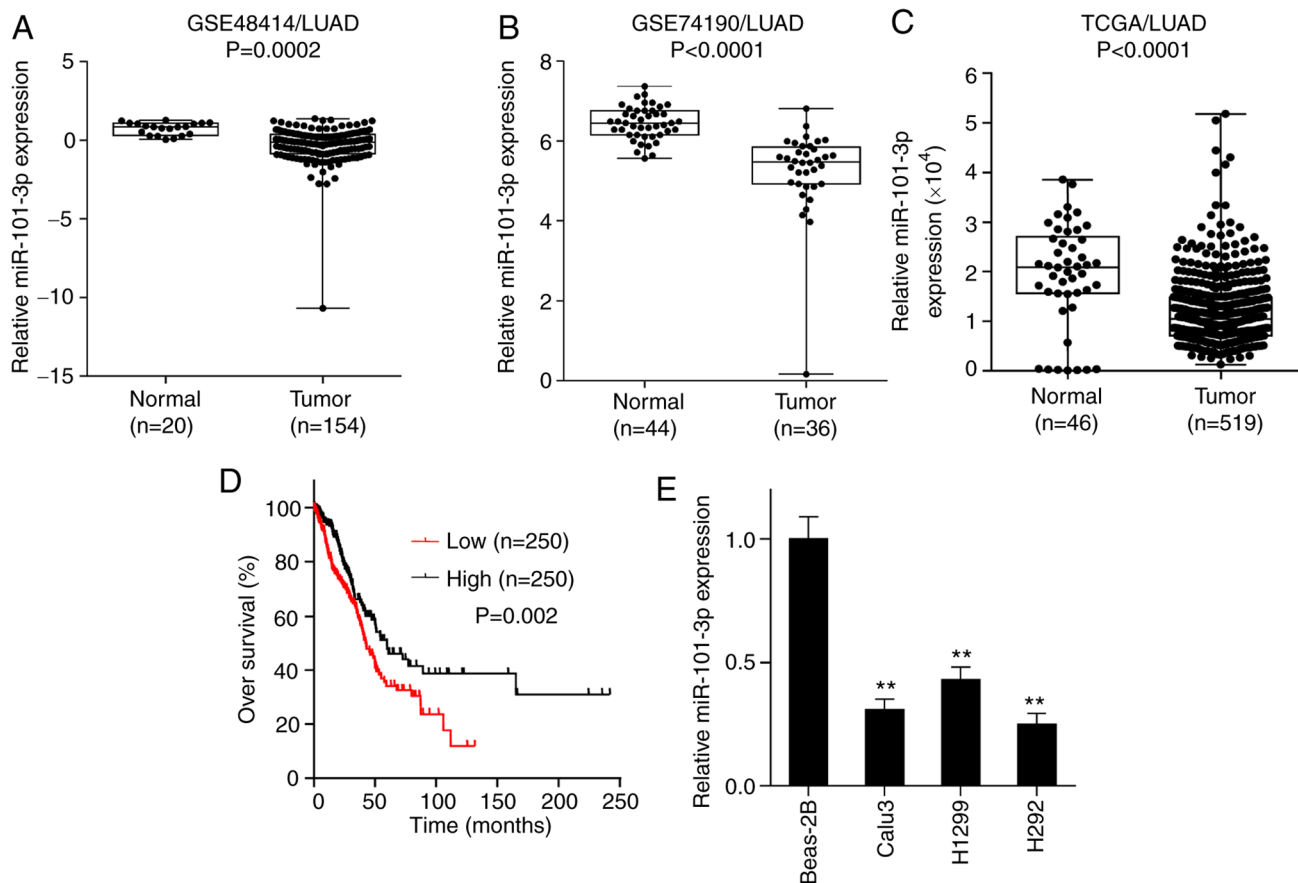 A
GSE48414/LUAD
P=0.0002
Relative miR-101-3p expression
5
0
−5
−10
−15
Normal
(n=20)
Tumor
(n=154)
B
GSE74190/LUAD
P<0.0001
Relative miR-101-3p expression
8
6
4
2
0
Normal
(n=44)
Tumor
(n=36)
C
TCGA/LUAD
P<0.0001
Relative miR-101-3p
expression (×10⁴)
6
5
4
3
2
1
0
Normal
(n=46)
Tumor
(n=519)
D
Over survival (%)
100
80
60
40
20
0
Low (n=250)
High (n=250)
P=0.002
0 50 100 150 200 250
Time (months)
E
Relative miR-101-3p expression
1.0
0.5
0.0
**
**
**
Beas-2B
Calu3
H1299
H292